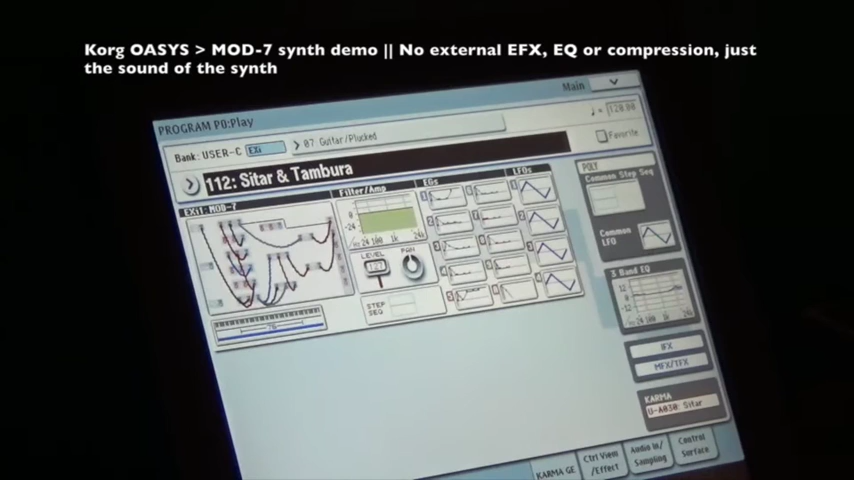 Korg OASYS > MOD-7 synth demo || No external EFX, EQ or compression, just
the sound of the synth
Main
PROGRAM P0:Play
♩ = 120.00
Bank: USER-C EXi 07 Guitar/Plucked
Favorite
112: Sitar & Tambura
EXi1: MOD-7
Filter/Amp
EGs
LFOs
POLY
Common Step Seq
Common
LFO
LEVEL
127
PAN
STEP
SEQ
3 Band EQ
IFX
MFX/TFX
KARMA
U-A030: Sitar
KARMA GE
Ctrl View
/Effect
Audio In/
Sampling
Control
Surface